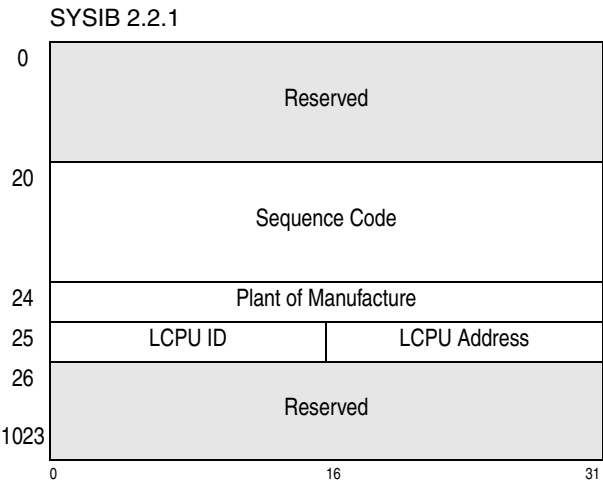 SYSIB 2.2.1
0
Reserved
20
Sequence Code
24 Plant of Manufacture
25 LCPU ID LCPU Address
26
Reserved
1023
0 16 31